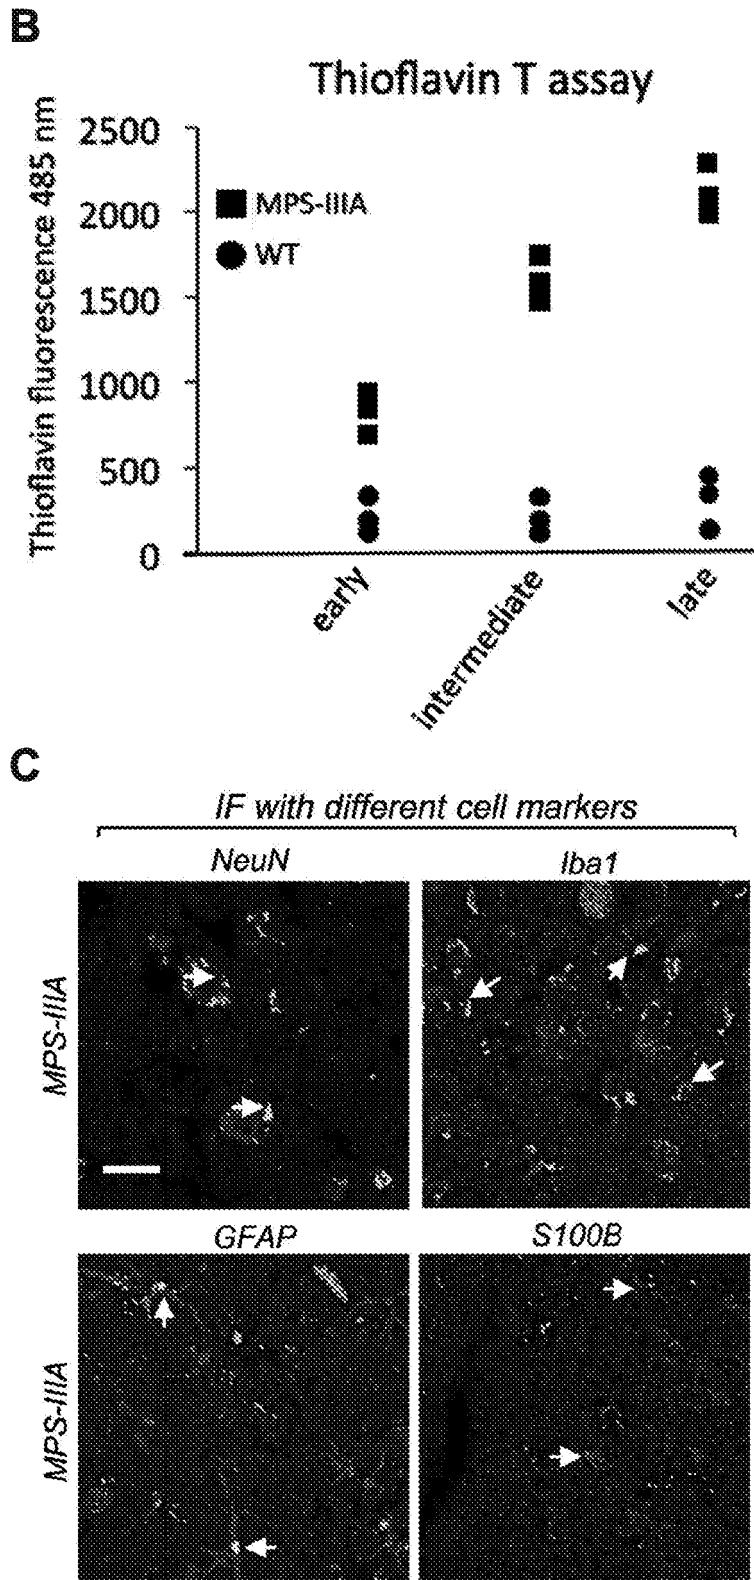 B
Thioflavin T assay
Thioflavin fluorescence 485 nm
2500
2000
1500
1000
500
0
MPS-IIIA
WT
early
intermediate
late
C
IF with different cell markers
NeuN
Iba1
MPS-IIIA
GFAP
S100B
MPS-IIIA